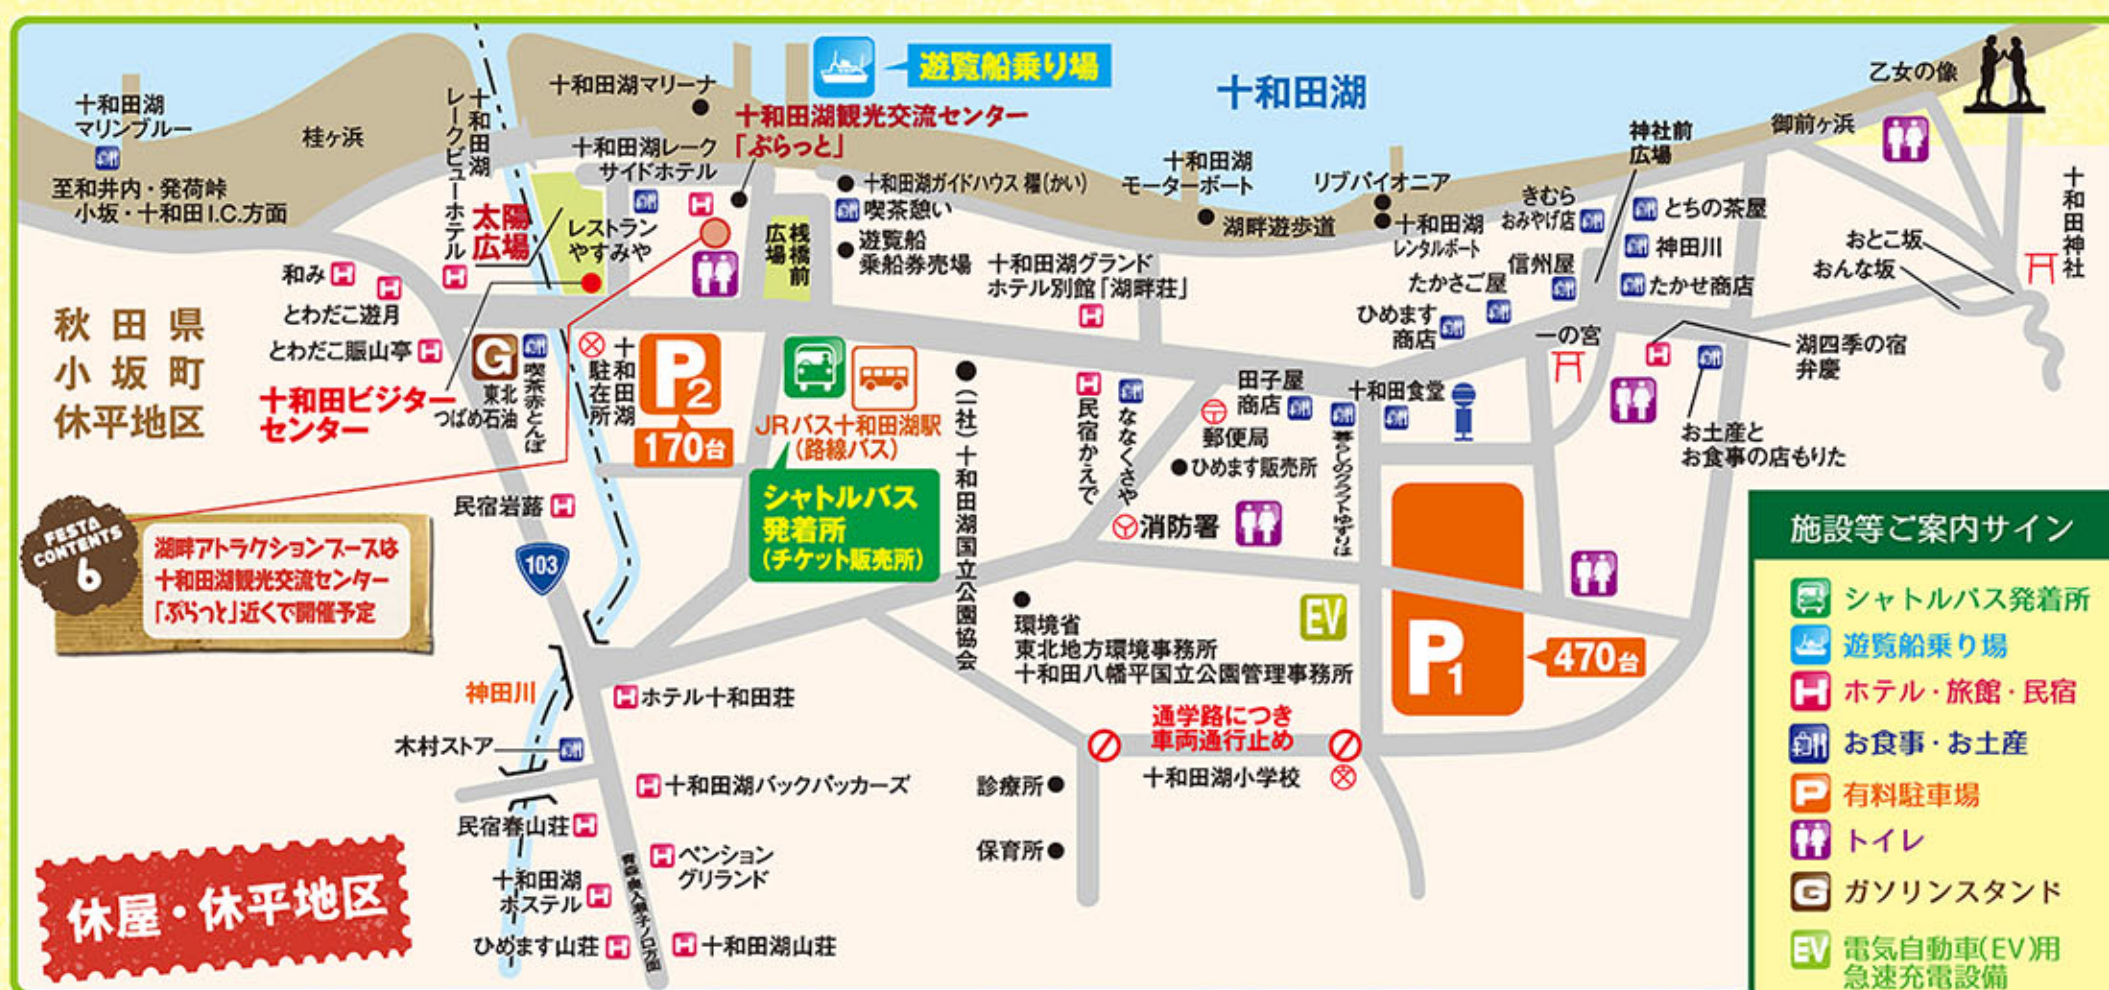 遊覧船乗り場
十和田湖
乙女の像
十和田湖
マリンブルー
桂ヶ浜
至和井内・発荷峠
小坂・十和田I.C.方面
十和田湖
レークビューホテル
十和田湖マリーナ
十和田湖観光交流センター
「ぷらっと」
十和田湖レーク
サイドホテル
太陽
広場
レストラン
やすみや
桟橋前
広場
十和田湖ガイドハウス 櫂(かい)
喫茶憩い
遊覧船
乗船券売場
十和田湖
モーターボート
湖畔遊歩道
リブパイオニア
十和田湖
レンタルボート
十和田湖グランド
ホテル別館「湖畔荘」
神社前
広場
御前ヶ浜
きむら
おみやげ店
とちの茶屋
神田川
たかせ商店
信州屋
たかさご屋
ひめます
商店
一の宮
おとこ坂
おんな坂
十和田神社
湖四季の宿
弁慶
お土産と
お食事の店もりた
秋田県
小坂町
休平地区
和み
とわだこ遊月
とわだこ賑山亭
十和田ビジター
センター
G
東北
つばめ石油
喫茶赤とんぼ
十和田湖
駐在所
P2
170台
JRバス十和田湖駅
(路線バス)
シャトルバス
発着所
(チケット販売所)
(一社)十和田湖国立公園協会
民宿かえで
ななくさや
田子屋
商店
郵便局
ひめます販売所
十和田食堂
暮らしのクラフトゆずりは
消防署
FESTA
CONTENTS
6
湖畔アトラクションブースは
十和田湖観光交流センター
「ぷらっと」近くで開催予定
民宿岩蕗
103
環境省
東北地方環境事務所
十和田八幡平国立公園管理事務所
EV
P1
470台
神田川
ホテル十和田荘
木村ストア
通学路につき
車両通行止め
十和田湖小学校
十和田湖バックパッカーズ
診療所
保育所
民宿春山荘
ペンション
グリランド
十和田湖
ホステル
ひめます山荘
十和田湖山荘
休屋・休平地区
施設等ご案内サイン
シャトルバス発着所
遊覧船乗り場
H ホテル・旅館・民宿
お食事・お土産
P 有料駐車場
トイレ
G ガソリンスタンド
EV 電気自動車(EV)用
急速充電設備